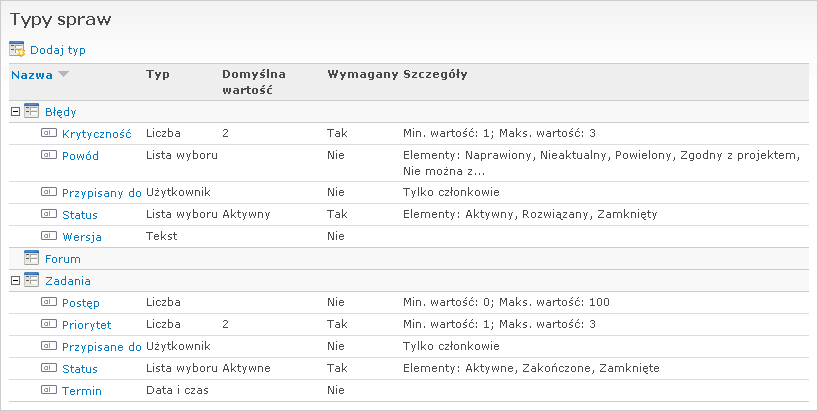 Typy spraw
Dodaj typ
Nazwa Typ Domyślna wartość Wymagany Szczegóły
Błędy
Krytyczność Liczba 2 Tak Min. wartość: 1; Maks. wartość: 3
Powód Lista wyboru Nie Elementy: Naprawiony, Nieaktualny, Powielony, Zgodny z projektem,
Nie można z...
Przypisany do Użytkownik Nie Tylko członkowie
Status Lista wyboru Aktywny Tak Elementy: Aktywny, Rozwiązany, Zamknięty
Wersja Tekst Nie
Forum
Zadania
Postęp Liczba Nie Min. wartość: 0; Maks. wartość: 100
Priorytet Liczba 2 Tak Min. wartość: 1; Maks. wartość: 3
Przypisane do Użytkownik Nie Tylko członkowie
Status Lista wyboru Aktywne Tak Elementy: Aktywne, Zakończone, Zamknięte
Termin Data i czas Nie